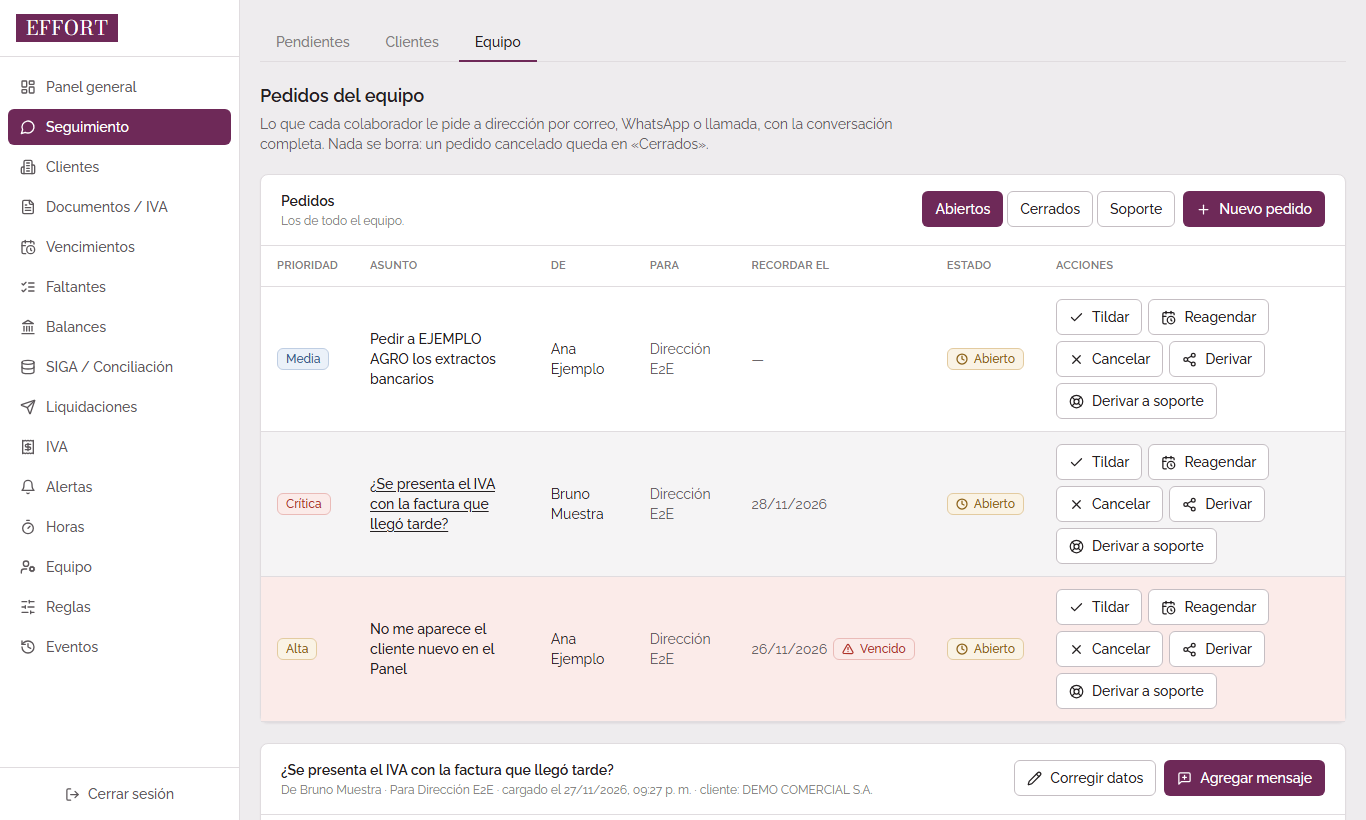 EFFORT
Panel general
Seguimiento
Clientes
Documentos / IVA
Vencimientos
Faltantes
Balances
SIGA / Conciliación
Liquidaciones
IVA
Alertas
Horas
Equipo
Reglas
Eventos
Cerrar sesión
Pendientes Clientes Equipo
Pedidos del equipo
Lo que cada colaborador le pide a dirección por correo, WhatsApp o llamada, con la conversación
completa. Nada se borra: un pedido cancelado queda en «Cerrados».
Pedidos
Los de todo el equipo.
Abiertos Cerrados Soporte + Nuevo pedido
PRIORIDAD ASUNTO DE PARA RECORDAR EL ESTADO ACCIONES
Media
Pedir a EJEMPLO
AGRO los extractos
bancarios
Ana
Ejemplo
Dirección
E2E
—
Abierto
Tildar Reagendar
Cancelar Derivar
Derivar a soporte
Crítica
¿Se presenta el IVA
con la factura que
llegó tarde?
Bruno
Muestra
Dirección
E2E
28/11/2026
Abierto
Tildar Reagendar
Cancelar Derivar
Derivar a soporte
Alta
No me aparece el
cliente nuevo en el
Panel
Ana
Ejemplo
Dirección
E2E
26/11/2026 Vencido
Abierto
Tildar Reagendar
Cancelar Derivar
Derivar a soporte
¿Se presenta el IVA con la factura que llegó tarde?
De Bruno Muestra · Para Dirección E2E · cargado el 27/11/2026, 09:27 p. m. · cliente: DEMO COMERCIAL S.A.
Corregir datos Agregar mensaje